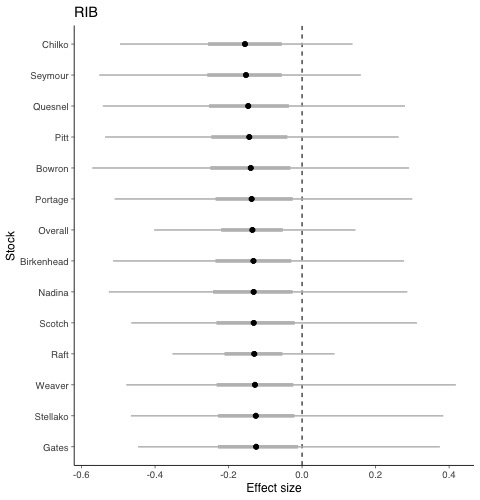 RIB
Chilko
Seymour
Quesnel
Pitt
Bowron
Portage
Overall
Birkenhead
Nadina
Scotch
Raft
Weaver
Stellako
Gates
Stock
-0.6 -0.4 -0.2 0.0 0.2 0.4
Effect size